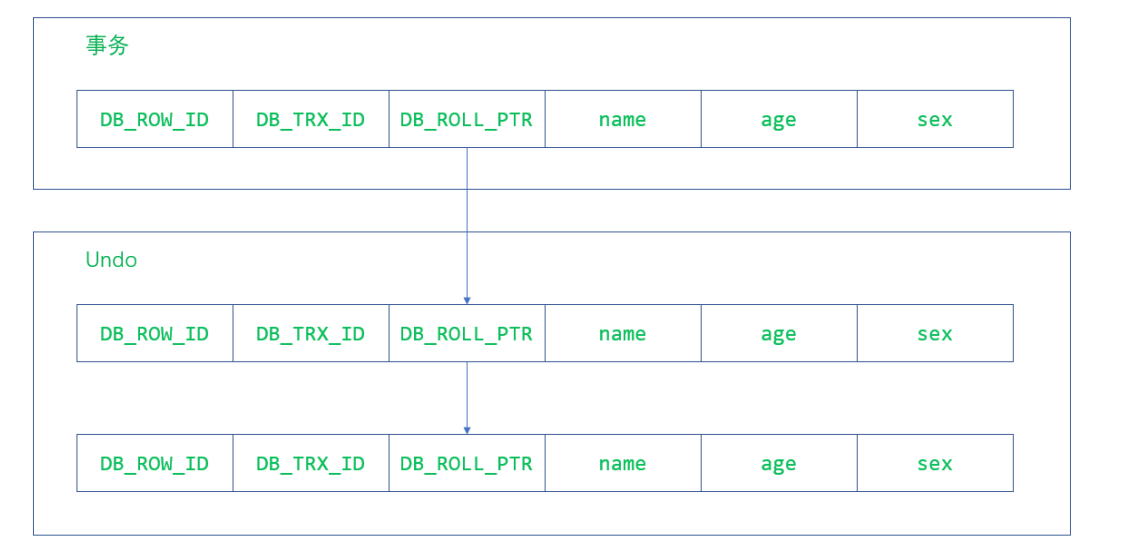 事务
DB_ROW_ID DB_TRX_ID DB_ROLL_PTR name age sex
Undo
DB_ROW_ID DB_TRX_ID DB_ROLL_PTR name age sex
DB_ROW_ID DB_TRX_ID DB_ROLL_PTR name age sex